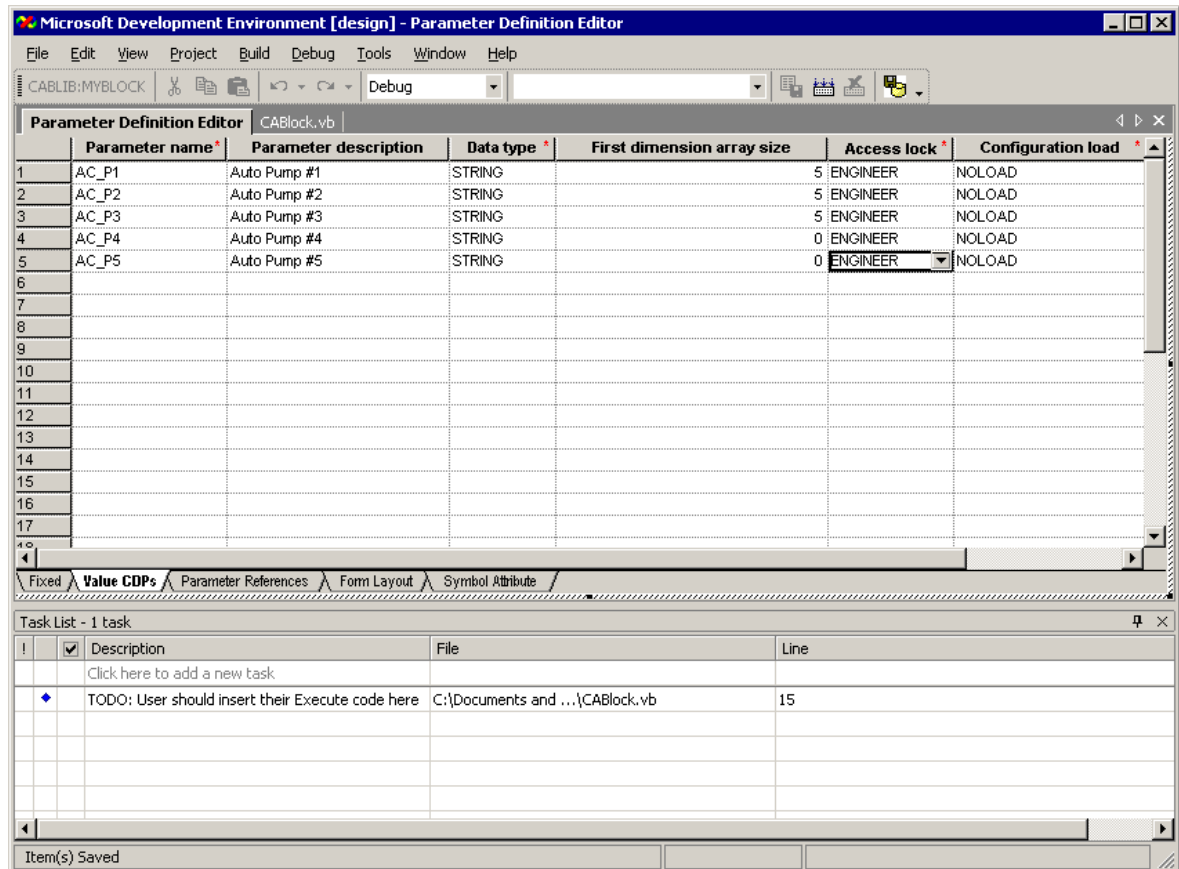 Microsoft Development Environment [design] - Parameter Definition Editor
File Edit View Project Build Debug Tools Window Help
CABLIB:MYBLOCK Debug
Parameter Definition Editor CABlock.vb
Parameter name* Parameter description Data type * First dimension array size Access lock * Configuration load *
1 AC_P1 Auto Pump #1 STRING 5 ENGINEER NOLOAD
2 AC_P2 Auto Pump #2 STRING 5 ENGINEER NOLOAD
3 AC_P3 Auto Pump #3 STRING 5 ENGINEER NOLOAD
4 AC_P4 Auto Pump #4 STRING 0 ENGINEER NOLOAD
5 AC_P5 Auto Pump #5 STRING 0 ENGINEER NOLOAD
6
7
8
9
10
11
12
13
14
15
16
17
18
Fixed Value CDPs Parameter References Form Layout Symbol Attribute
Task List - 1 task
! Description File Line
Click here to add a new task
TODO: User should insert their Execute code here C:\Documents and ...\CABlock.vb 15
Item(s) Saved